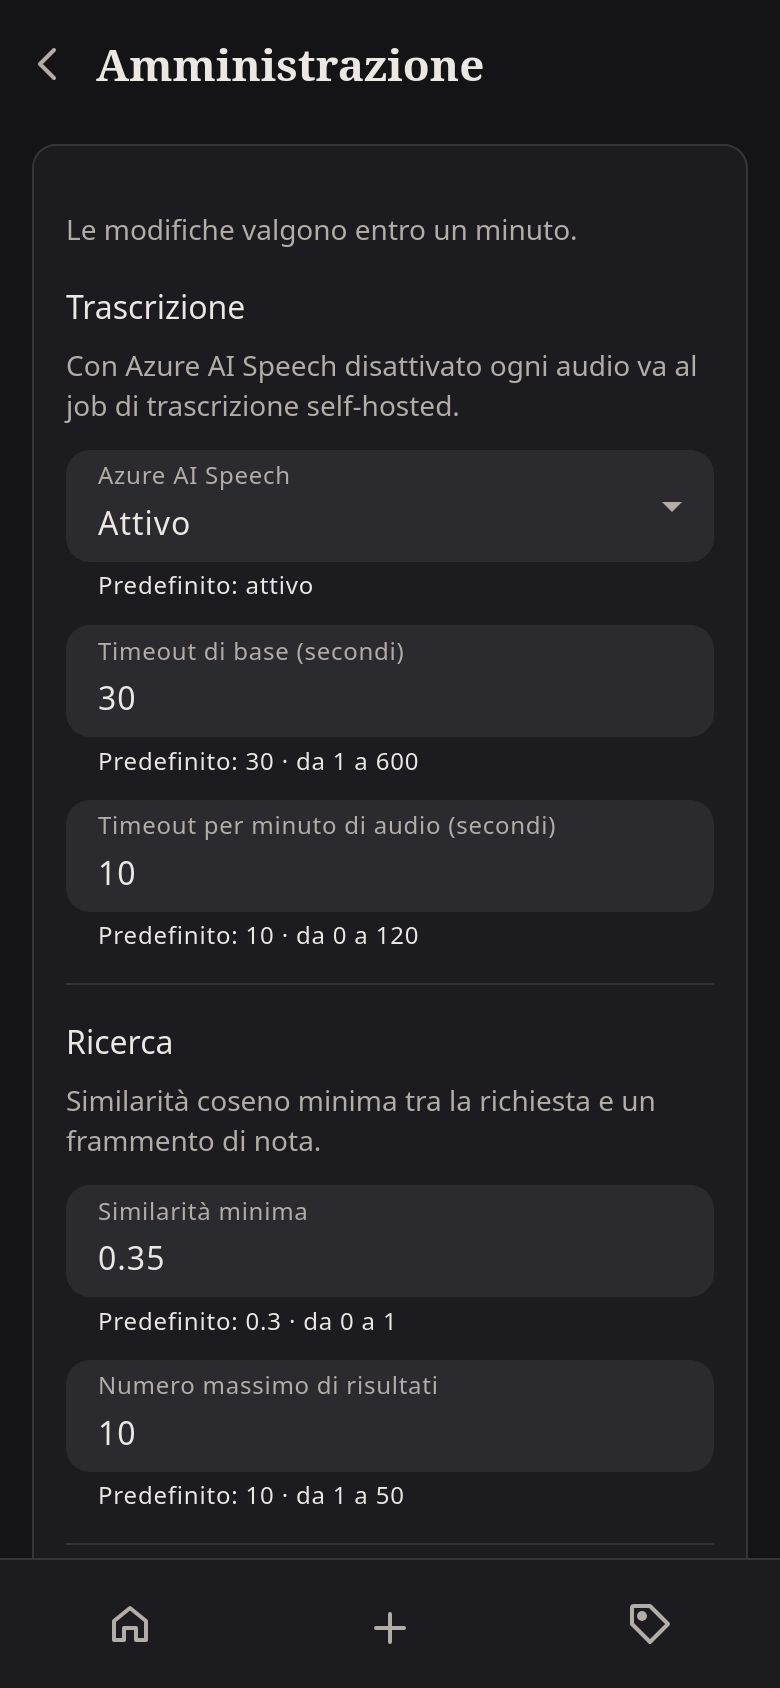 Amministrazione
Le modifiche valgono entro un minuto.
Trascrizione
Con Azure AI Speech disattivato ogni audio va al
job di trascrizione self-hosted.
Azure AI Speech
Attivo
Predefinito: attivo
Timeout di base (secondi)
30
Predefinito: 30 · da 1 a 600
Timeout per minuto di audio (secondi)
10
Predefinito: 10 · da 0 a 120
Ricerca
Similarità coseno minima tra la richiesta e un
frammento di nota.
Similarità minima
0.35
Predefinito: 0.3 · da 0 a 1
Numero massimo di risultati
10
Predefinito: 10 · da 1 a 50